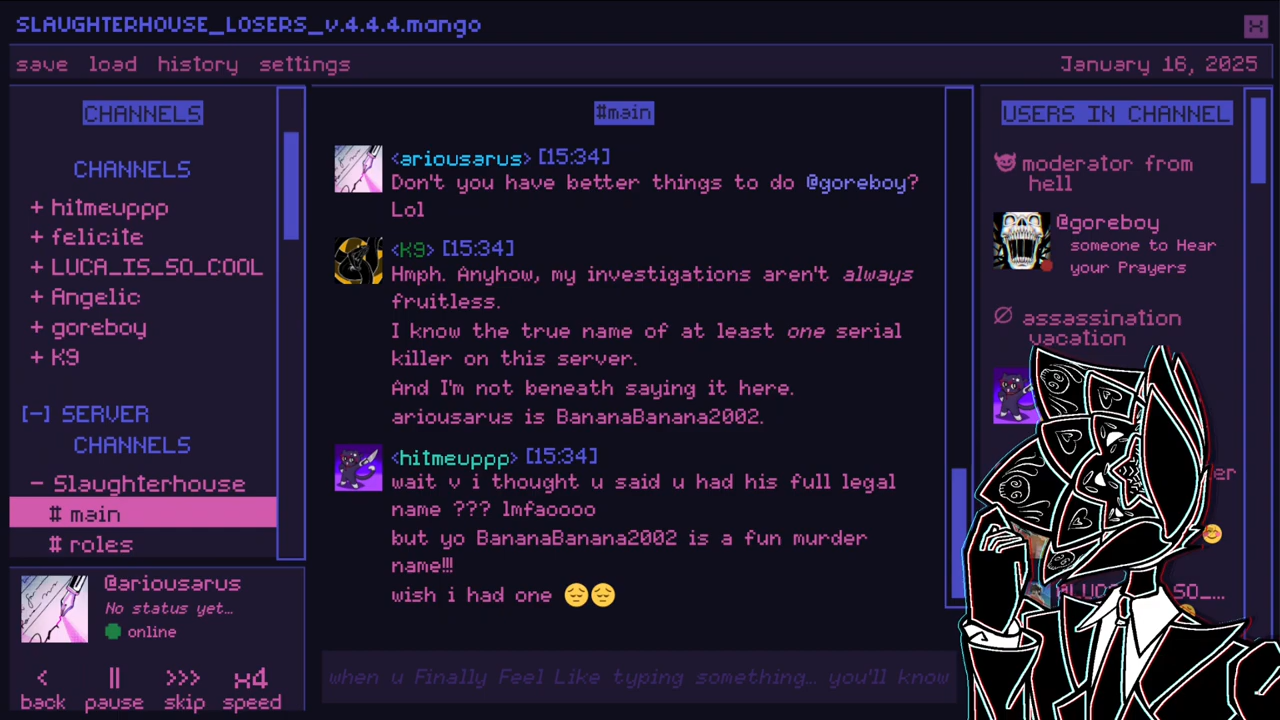 SLAUGHTERHOUSE_LOSERS_v.4.4.4.mango
X
save load history settings
January 16, 2025
CHANNELS
CHANNELS
+ hitmeuppp
+ felicite
+ LUCA_IS_SO_COOL
+ Angelic
+ goreboy
+ K9
[-] SERVER
CHANNELS
- Slaughterhouse
# main
# roles
@ariousarus
No status yet...
online
< || >>> x4
back pause skip speed
#main
<ariousarus> [15:34]
Don't you have better things to do @goreboy?
Lol
<K9> [15:34]
Hmph. Anyhow, my investigations aren't always
fruitless.
I know the true name of at least one serial
killer on this server.
And I'm not beneath saying it here.
ariousarus is BananaBanana2002.
<hitmeuppp> [15:34]
wait v i thought u said u had his full legal
name ??? lmfaoooo
but yo BananaBanana2002 is a fun murder
name!!!
wish i had one 😔😔
when u Finally Feel Like typing something... you'll know
USERS IN CHANNEL
moderator from
hell
@goreboy
someone to Hear
your Prayers
assassination
vacation